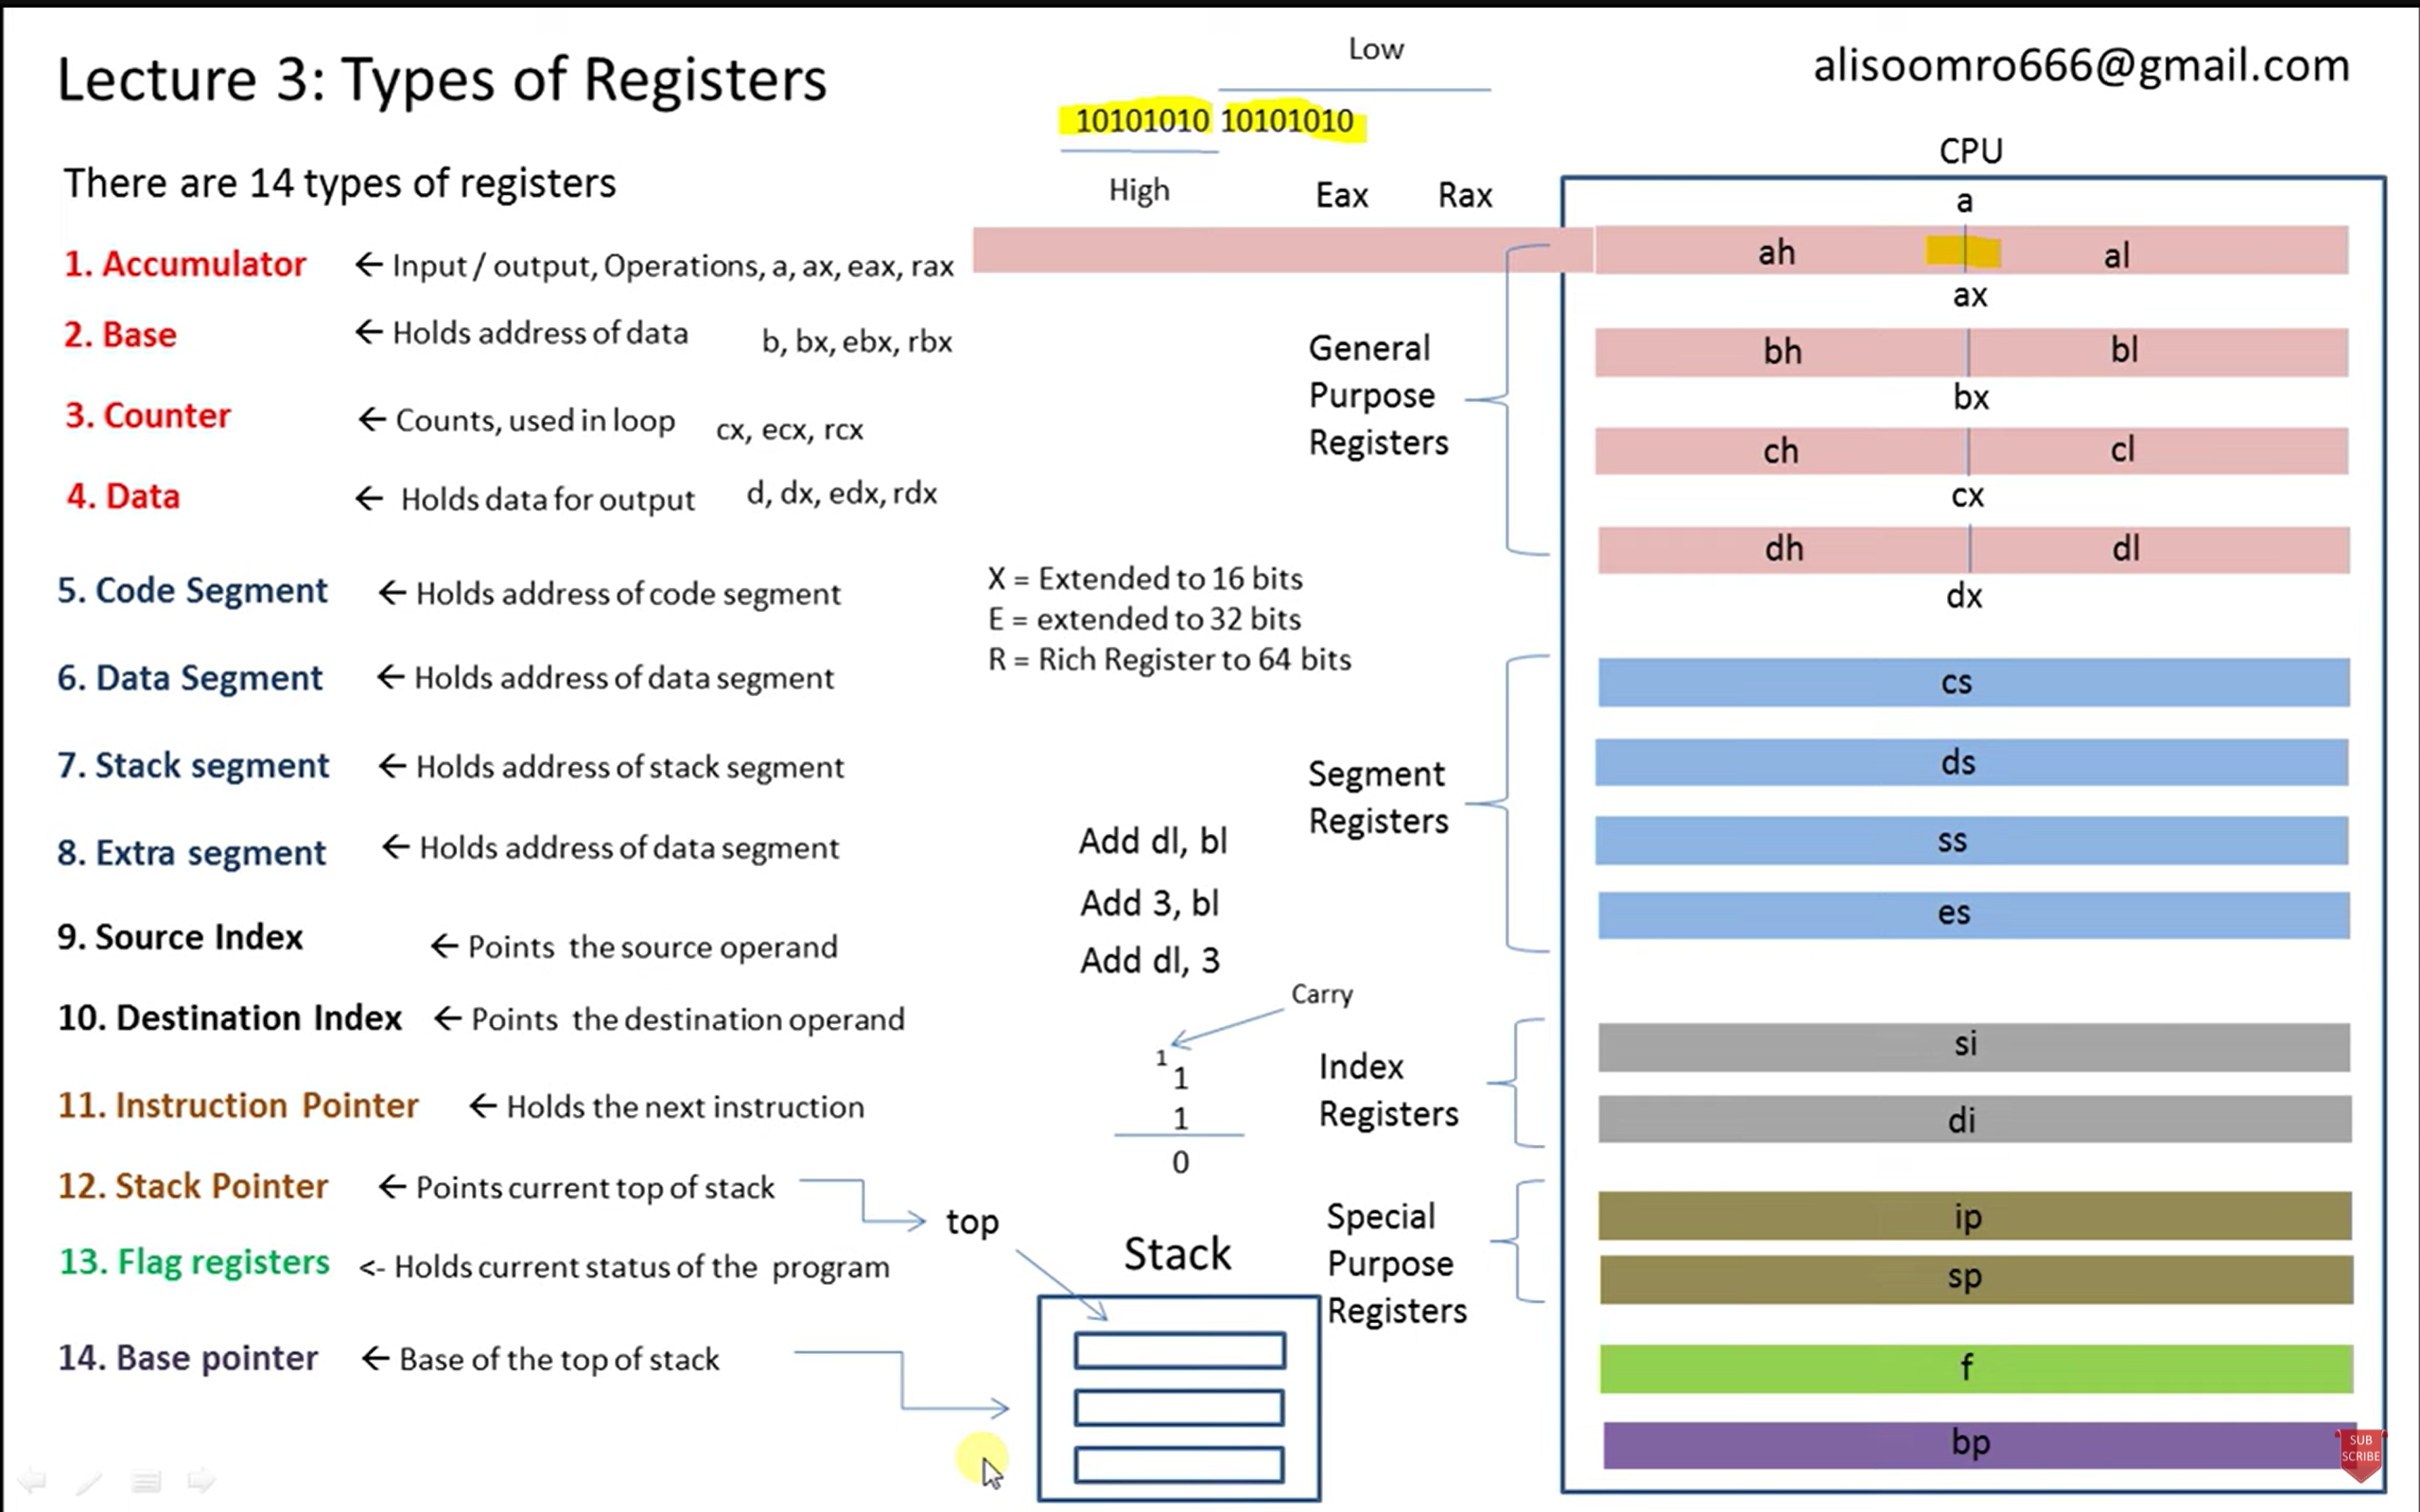 Lecture 3: Types of Registers
Low
alisoomro666@gmail.com
10101010 10101010
High
Eax Rax
CPU
There are 14 types of registers
1. Accumulator ← Input / output, Operations, a, ax, eax, rax
2. Base ← Holds address of data b, bx, ebx, rbx
3. Counter ← Counts, used in loop cx, ecx, rcx
4. Data ← Holds data for output d, dx, edx, rdx
5. Code Segment ← Holds address of code segment
6. Data Segment ← Holds address of data segment
7. Stack segment ← Holds address of stack segment
8. Extra segment ← Holds address of data segment
9. Source Index ← Points the source operand
10. Destination Index ← Points the destination operand
11. Instruction Pointer ← Holds the next instruction
12. Stack Pointer ← Points current top of stack
13. Flag registers <- Holds current status of the program
14. Base pointer ← Base of the top of stack
X = Extended to 16 bits
E = extended to 32 bits
R = Rich Register to 64 bits
Add dl, bl
Add 3, bl
Add dl, 3
Carry
1
1
1
0
top
Stack
General
Purpose
Registers
Segment
Registers
Index
Registers
Special
Purpose
Registers
a
ah al
ax
bh bl
bx
ch cl
cx
dh dl
dx
cs
ds
ss
es
si
di
ip
sp
f
bp
SUB
SCRIBE